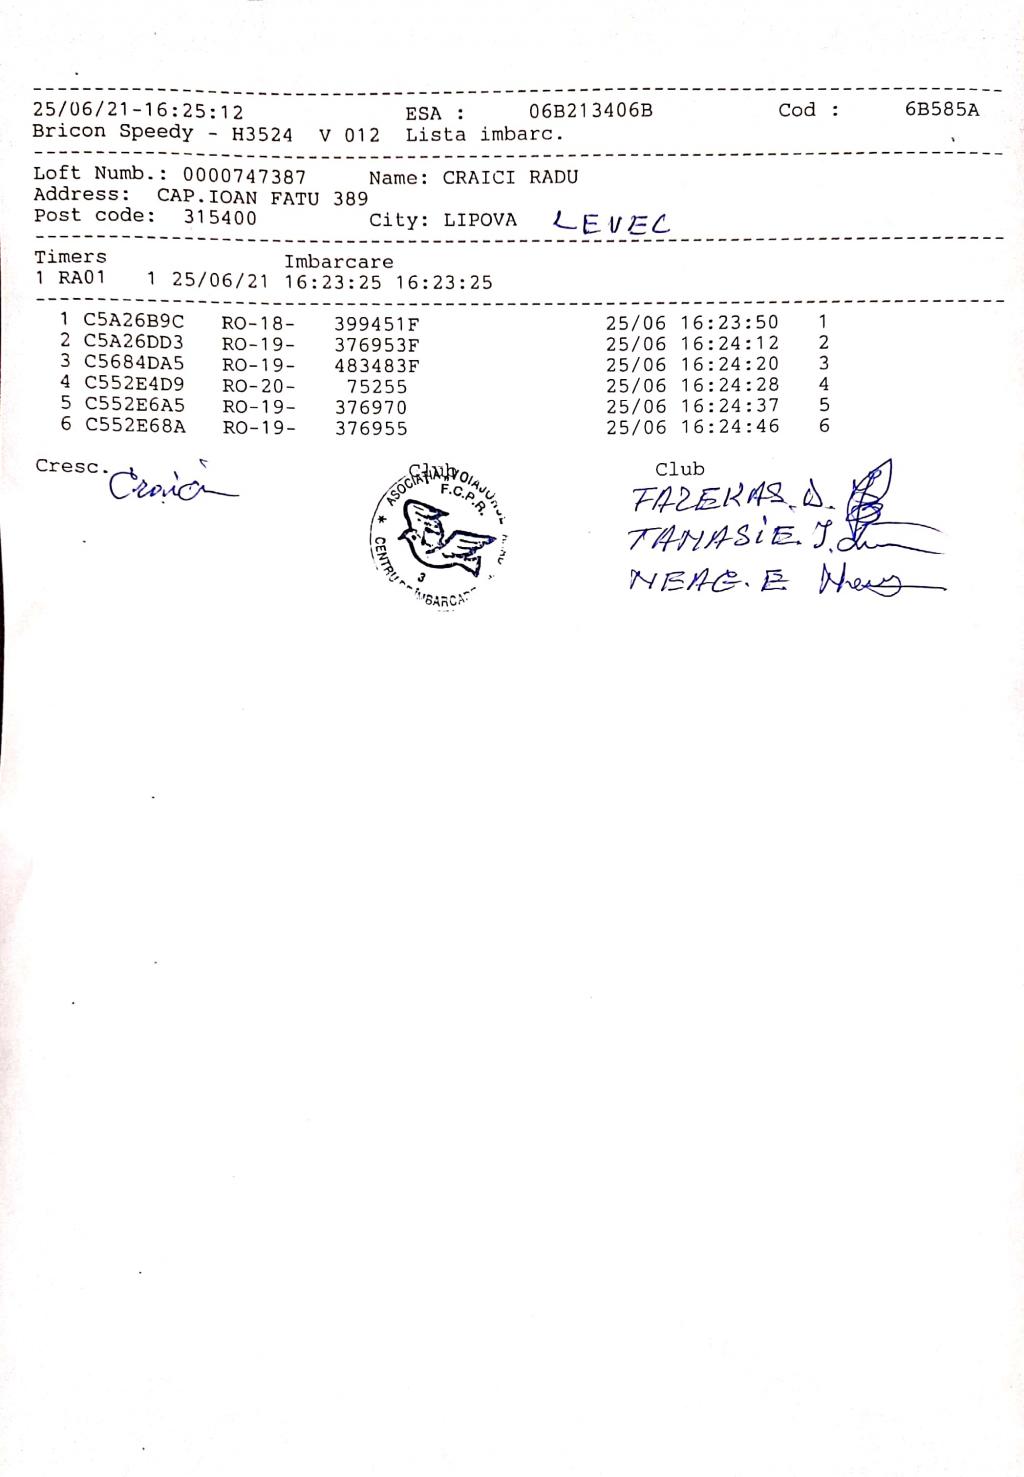 25/06/21-16:25:12 ESA : 06B213406B Cod : 6B585A
Bricon Speedy - H3524 V 012 Lista imbarc.
Loft Numb.: 0000747387 Name: CRAICI RADU
Address: CAP.IOAN FATU 389
Post code: 315400 City: LIPOVA LEVEC
Timers Imbarcare
1 RA01 1 25/06/21 16:23:25 16:23:25
1 C5A26B9C RO-18- 399451F 25/06 16:23:50 1
2 C5A26DD3 RO-19- 376953F 25/06 16:24:12 2
3 C5684DA5 RO-19- 483483F 25/06 16:24:20 3
4 C552E4D9 RO-20- 75255 25/06 16:24:28 4
5 C552E6A5 RO-19- 376970 25/06 16:24:37 5
6 C552E68A RO-19- 376955 25/06 16:24:46 6
Cresc. Club Club
Craici
F.C.P.R.
3
FAZEKAS. D.
TANASIE. I.
NEAG. E